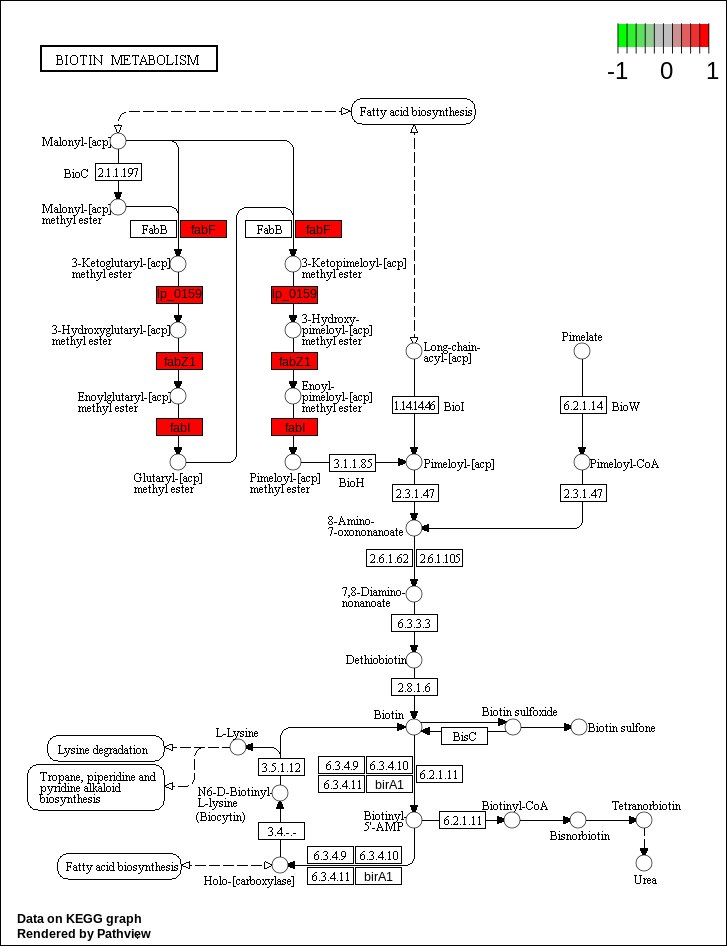 BIOTIN METABOLISM
-1 0 1
Fatty acid biosynthesis
Malonyl-[acp]
BioC
2.1.1.197
Malonyl-[acp]
methyl ester
FabB
fabF
FabB
fabF
3-Ketoglutaryl-[acp]
methyl ester
3-Ketopimeloyl-[acp]
methyl ester
lp_0159
lp_0159
3-Hydroxyglutaryl-[acp]
methyl ester
3-Hydroxy-
pimeloyl-[acp]
methyl ester
Long-chain-
acyl-[acp]
Pimelate
fabZ1
fabZ1
Enoylglutaryl-[acp]
methyl ester
Enoyl-
pimeloyl-[acp]
methyl ester
1.14.14.46
BioI
6.2.1.14
BioW
fabI
fabI
Glutaryl-[acp]
methyl ester
Pimeloyl-[acp]
methyl ester
3.1.1.85
BioH
Pimeloyl-[acp]
Pimeloyl-CoA
2.3.1.47
2.3.1.47
8-Amino-
7-oxononanoate
2.6.1.62
2.6.1.105
7,8-Diamino-
nonanoate
6.3.3.3
Dethiobiotin
2.8.1.6
Biotin
Biotin sulfoxide
BisC
Biotin sulfone
L-Lysine
Lysine degradation
Tropane, piperidine and
pyridine alkaloid
biosynthesis
3.5.1.12
6.3.4.9
6.3.4.10
6.3.4.11
birA1
6.2.1.11
N6-D-Biotinyl-
L-lysine
(Biocytin)
Biotinyl-
5'-AMP
6.2.1.11
Biotinyl-CoA
Bisnorbiotin
Tetranorbiotin
3.4.-.-
Fatty acid biosynthesis
Holo-[carboxylase]
6.3.4.9
6.3.4.10
6.3.4.11
birA1
Urea
Data on KEGG graph
Rendered by Pathview